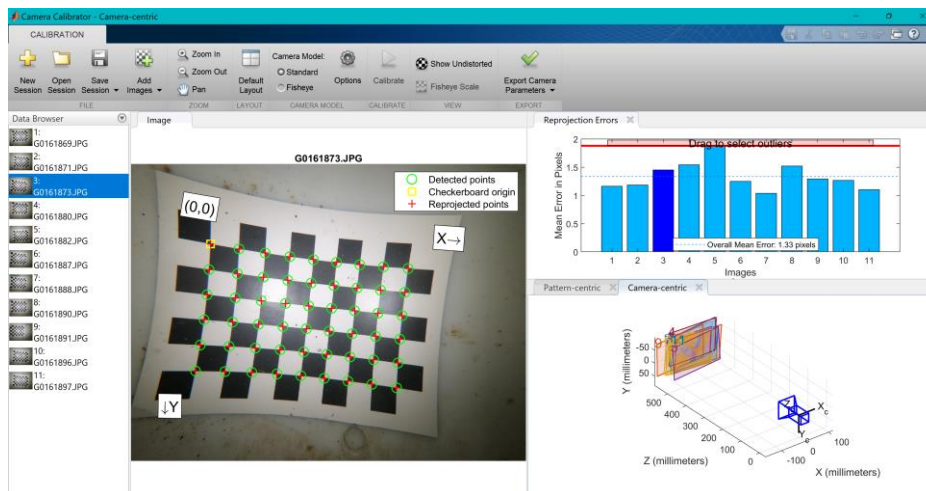 Camera Calibrator - Camera-centric
CALIBRATION
New Session
Open Session
Save Session
Add Images
Zoom In
Zoom Out
Pan
Default Layout
Camera Model:
Standard
Fisheye
Options
Calibrate
Show Undistorted
Fisheye Scale
Export Camera Parameters
FILE
ZOOM
LAYOUT
CAMERA MODEL
CALIBRATE
VIEW
EXPORT
Data Browser
1:
G0161869.JPG
2:
G0161871.JPG
3:
G0161873.JPG
4:
G0161880.JPG
5:
G0161882.JPG
6:
G0161887.JPG
7:
G0161888.JPG
8:
G0161890.JPG
9:
G0161891.JPG
10:
G0161896.JPG
11:
G0161897.JPG
Image
G0161873.JPG
Detected points
Checkerboard origin
Reprojected points
(0,0)
X→
↓Y
Reprojection Errors
Drag to select outliers
Mean Error in Pixels
2
1.5
1
0.5
0
Overall Mean Error: 1.33 pixels
1 2 3 4 5 6 7 8 9 10 11
Images
Pattern-centric
Camera-centric
Y (millimeters)
-50
0
50
500
400
300
200
100
0
Z (millimeters)
-100
0
100
X (millimeters)
Xc
Yc